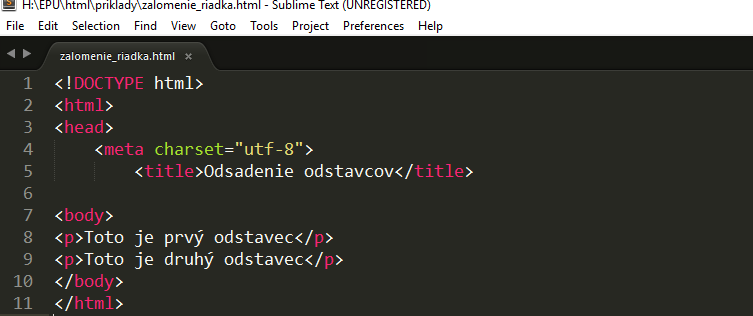 H:\EPU\html\priklady\zalomenie_riadka.html - Sublime Text (UNREGISTERED)
File Edit Selection Find View Goto Tools Project Preferences Help
zalomenie_riadka.html ×
1 <!DOCTYPE html>
2 <html>
3 <head>
4 <meta charset="utf-8">
5 <title>Odsadenie odstavcov</title>
6
7 <body>
8 <p>Toto je prvý odstavec</p>
9 <p>Toto je druhý odstavec</p>
10 </body>
11 </html>